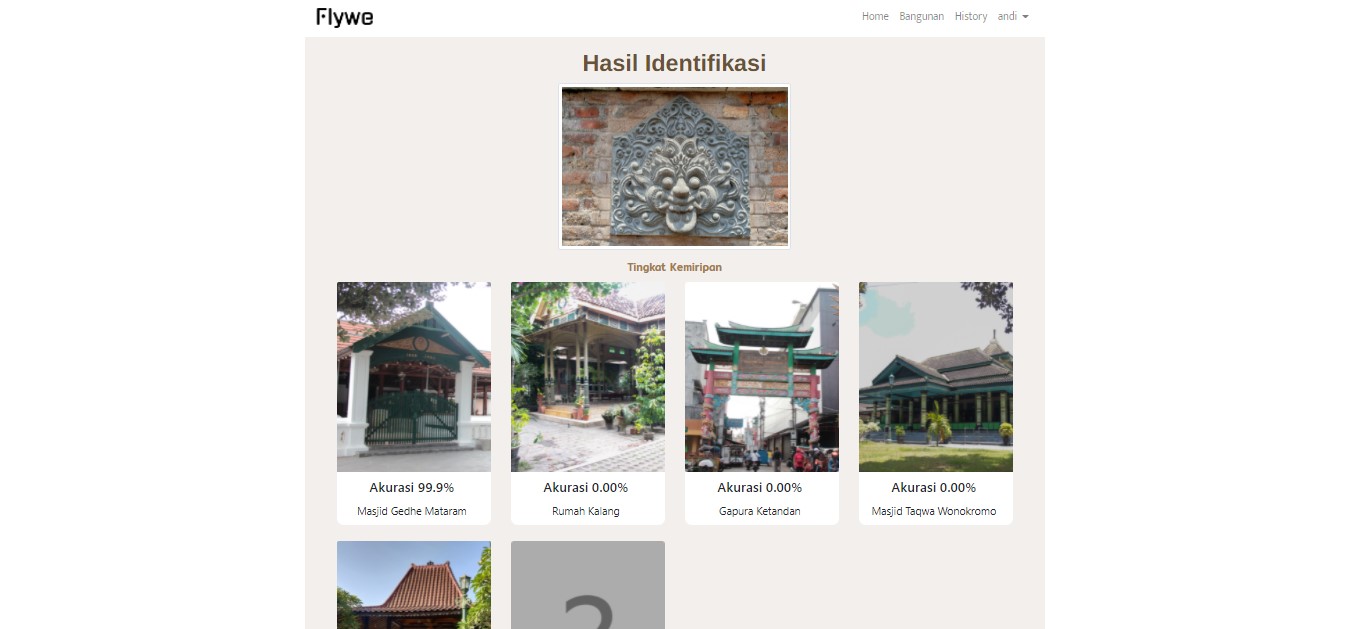 Flywe
Home Bangunan History andi
Hasil Identifikasi
Tingkat Kemiripan
Akurasi 99.9%
Masjid Gedhe Mataram
Akurasi 0.00%
Rumah Kalang
Akurasi 0.00%
Gapura Ketandan
Akurasi 0.00%
Masjid Taqwa Wonokromo
?